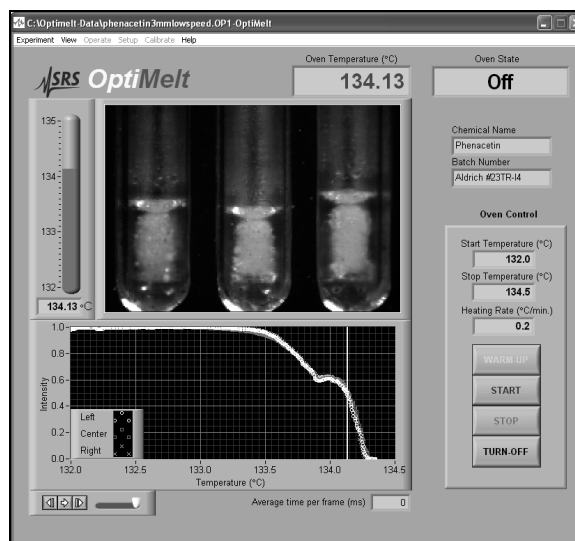 C:\Optimelt-Data\phenacetin3mmlowspeed.OP1-OptiMelt
Experiment View Operate Setup Calibrate Help
SRS OptiMelt
Oven Temperature (°C)
134.13
Oven State
Off
135
134
133
132
134.13 °C
Chemical Name
Phenacetin
Batch Number
Aldrich #23TR-I4
Oven Control
Start Temperature (°C)
132.0
Stop Temperature (°C)
134.5
Heating Rate (°C/min.)
0.2
WARM UP
START
STOP
TURN-OFF
Intensity
1.0
0.8
0.6
0.4
0.2
0.0
Left
Center
Right
132.0 132.5 133.0 133.5 134.0 134.5
Temperature (°C)
Average time per frame (ms) 0